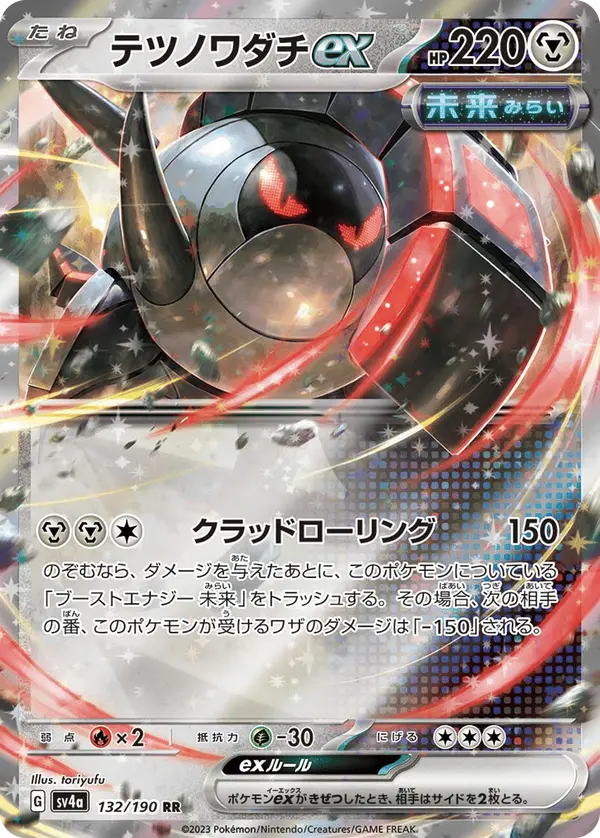 たね テツノワダチex HP220
未来 みらい
クラッドローリング 150
のぞむなら、ダメージを与えたあとに、このポケモンについている
「ブーストエナジー 未来」をトラッシュする。その場合、次の相手
の番、このポケモンが受けるワザのダメージは「-150」される。
弱点 ×2 抵抗力 -30 にげる
exルール
ポケモンexがきぜつしたとき、相手はサイドを2枚とる。
Illus. toriyufu
G sv4a 132/190 RR
©2023 Pokémon/Nintendo/Creatures/GAME FREAK.